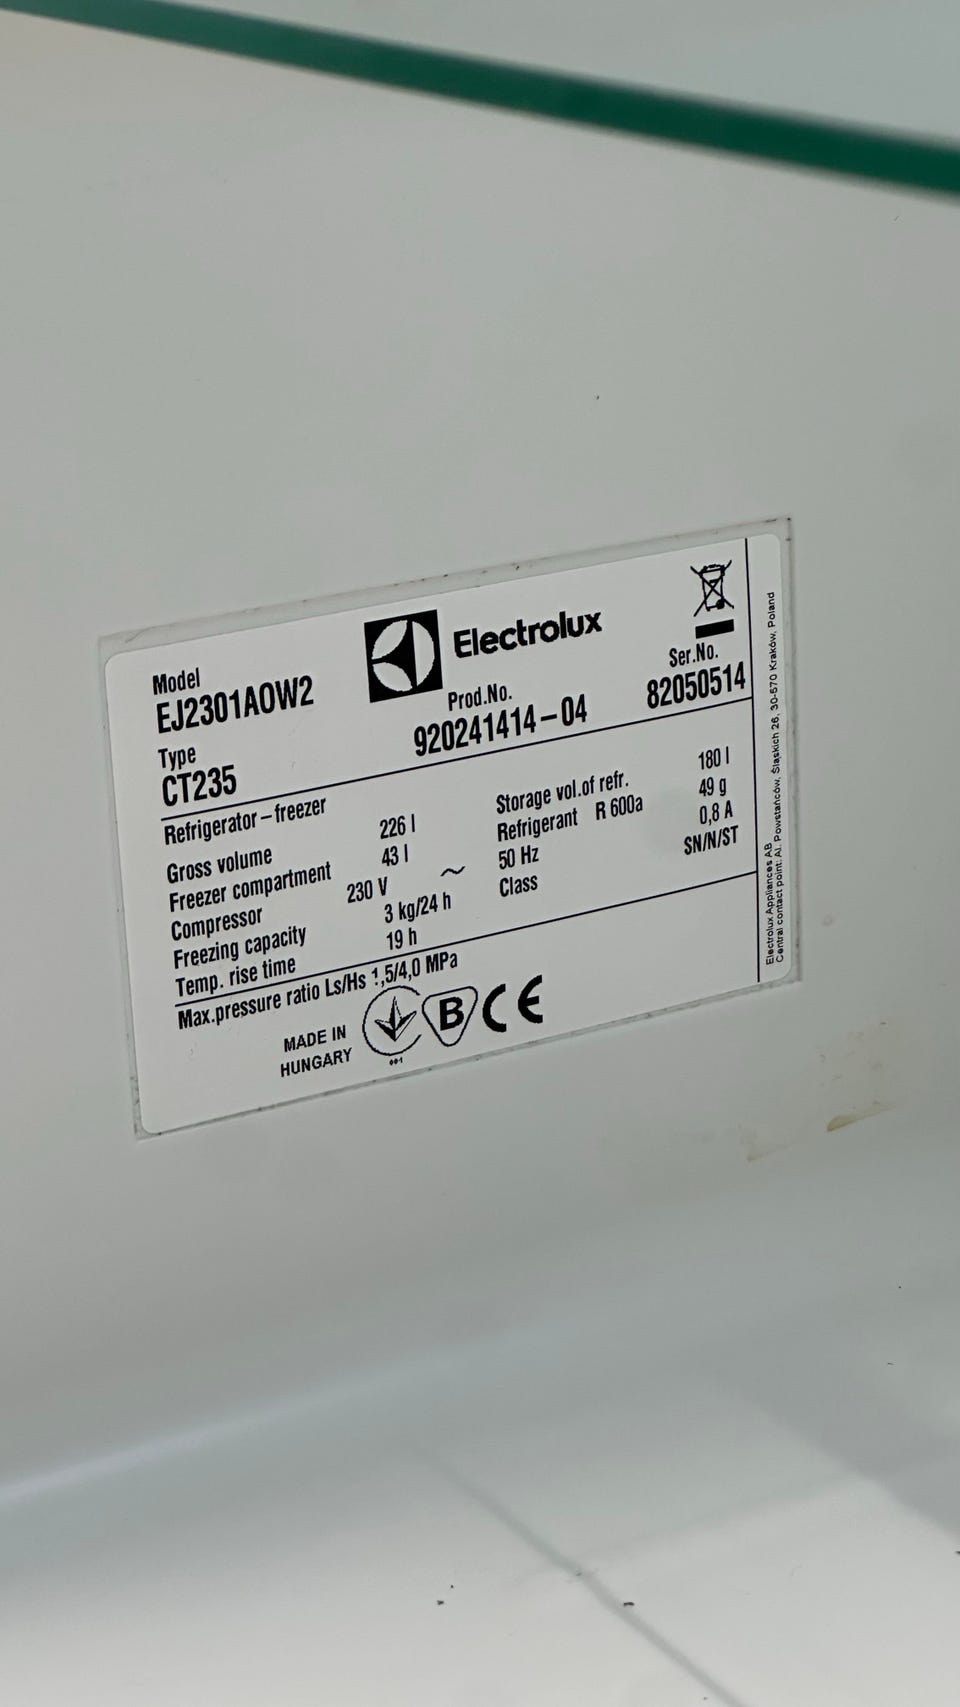 Electrolux
Model
EJ2301AOW2
Prod.No.
920241414-04
Ser.No.
82050514
Type
CT235
Refrigerator-freezer
Gross volume 226 l
Storage vol.of refr. 180 l
Freezer compartment 43 l
Refrigerant R 600a 49 g
Compressor 230 V ~ 50 Hz 0,8 A
Freezing capacity 3 kg/24 h
Class SN/N/ST
Temp. rise time 19 h
Max.pressure ratio Ls/Hs 1,5/4,0 MPa
MADE IN
HUNGARY
001
B
CE
Electrolux Appliances AB
Central contact point: Al. Powstańców, Śląskich 26, 30-570 Kraków, Poland